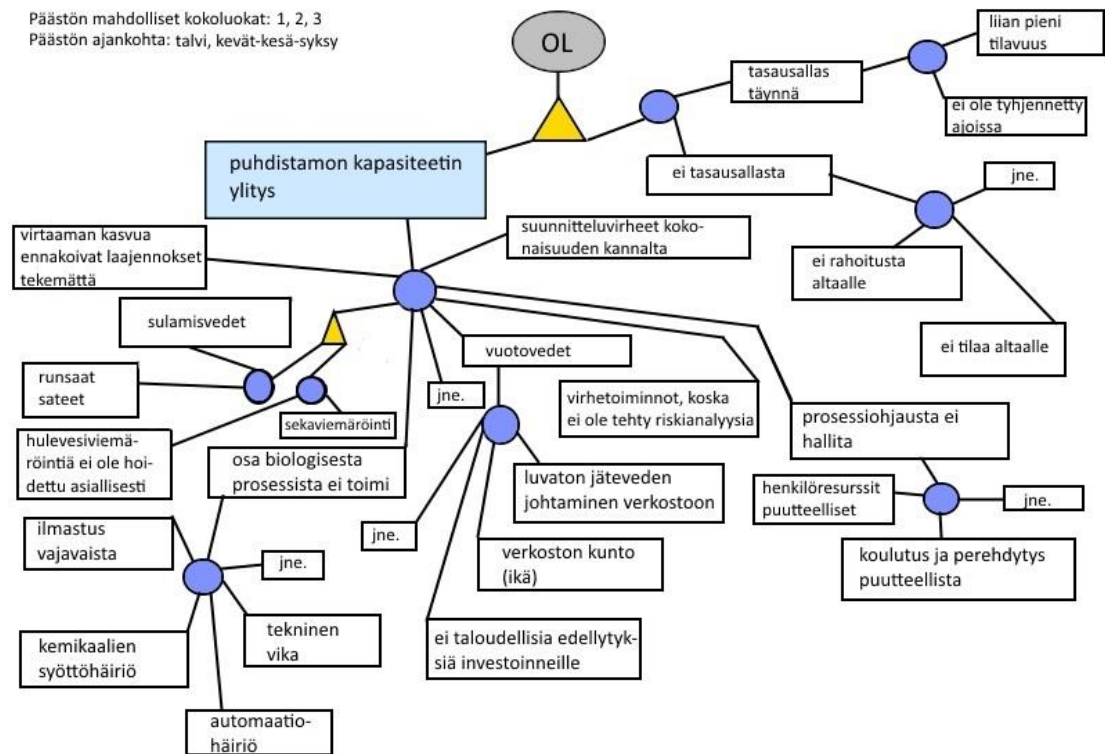 Päästön mahdolliset kokoluokat: 1, 2, 3
Päästön ajankohta: talvi, kevät-kesä-syksy
OL
liian pieni
tilavuus
tasausallas
täynnä
ei ole tyhjennetty
ajoissa
puhdistamon kapasiteetin
ylitys
ei tasausallasta
jne.
virtaaman kasvua
ennakoivat laajennokset
tekemättä
suunnitteluvirheet koko-
naisuuden kannalta
ei rahoitusta
altaalle
ei tilaa altaalle
sulamisvedet
vuotovedet
runsaat
sateet
jne.
virhetoiminnot, koska
ei ole tehty riskianalyysia
prosessiohjausta ei
hallita
sekaviemäröinti
hulevesiviemä-
röintiä ei ole hoi-
dettu asiallisesti
osa biologisesta
prosessista ei toimi
luvaton jäteveden
johtaminen verkostoon
henkilöresurssit
puutteelliset
jne.
ilmastus
vajavaista
jne.
jne.
verkoston kunto
(ikä)
koulutus ja perehdytys
puutteellista
kemikaalien
syöttöhäiriö
tekninen
vika
ei taloudellisia edellytyk-
siä investoinneille
automaatio-
häiriö